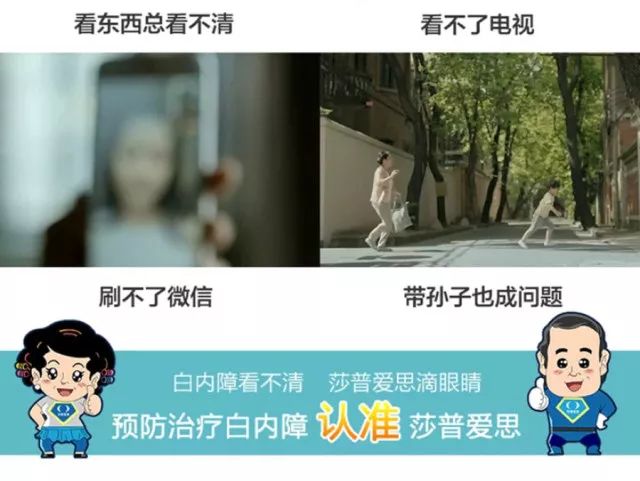 看东西总看不清
看不了电视
刷不了微信
带孙子也成问题
白内障看不清 莎普爱思滴眼睛
预防治疗白内障 认准 莎普爱思